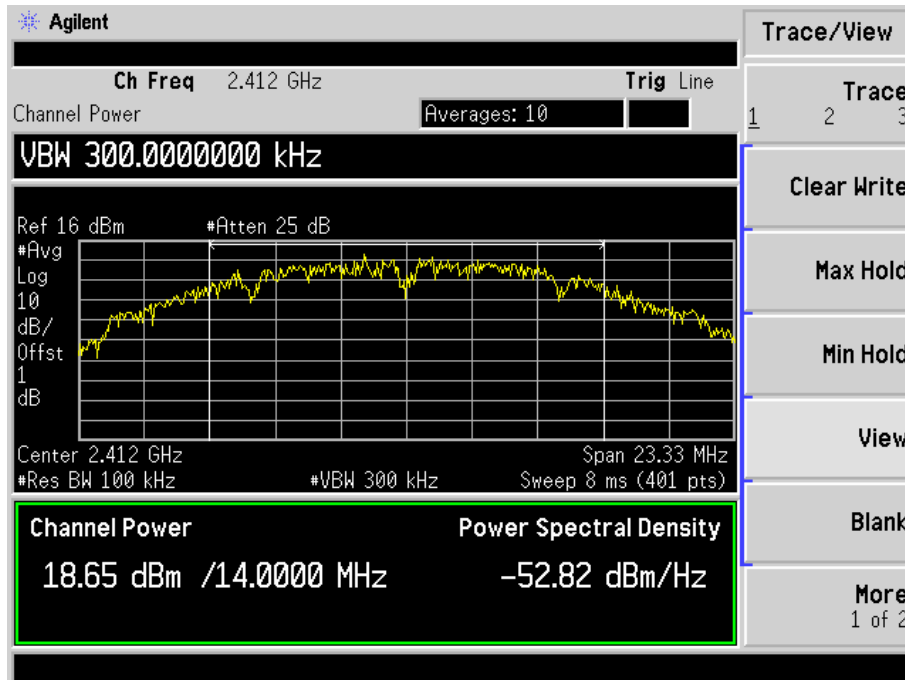 Agilent
Trace/View
Ch Freq 2.412 GHz Trig Line
Channel Power Averages: 10
VBW 300.0000000 kHz
Ref 16 dBm #Atten 25 dB
#Avg
Log
10
dB/
Offst
1
dB
Center 2.412 GHz Span 23.33 MHz
#Res BW 100 kHz #VBW 300 kHz Sweep 8 ms (401 pts)
Channel Power Power Spectral Density
18.65 dBm /14.0000 MHz -52.82 dBm/Hz
Trace
1 2 3
Clear Write
Max Hold
Min Hold
View
Blank
More
1 of 2